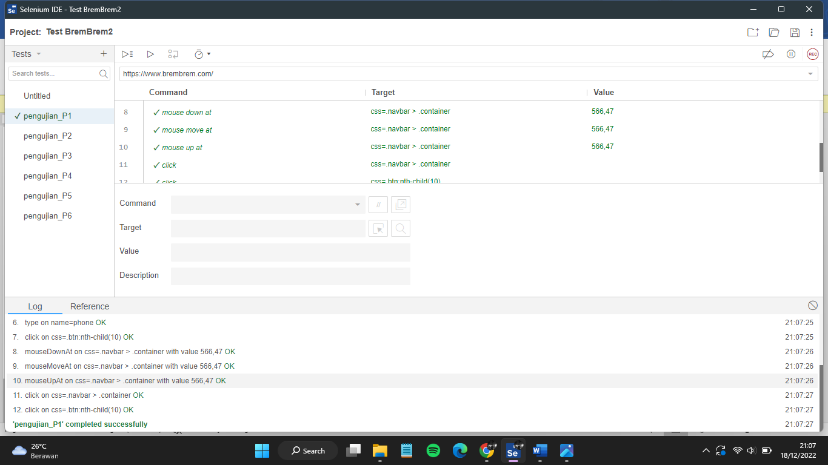 Selenium IDE - Test BremBrem2
Project: Test BremBrem2
Tests
Search tests...
https://www.brembrem.com/
REC
Command Target Value
Untitled
✓ pengujian_P1
pengujian_P2
pengujian_P3
pengujian_P4
pengujian_P5
pengujian_P6
8 ✓ mouse down at css=.navbar > .container 566,47
9 ✓ mouse move at css=.navbar > .container 566,47
10 ✓ mouse up at css=.navbar > .container 566,47
11 ✓ click css=.navbar > .container
12 ✓ click css=.btn:nth-child(10)
Command
//
Target
Value
Description
Log Reference
6. type on name=phone OK 21:07:25
7. click on css=.btn:nth-child(10) OK 21:07:25
8. mouseDownAt on css=.navbar > .container with value 566,47 OK 21:07:26
9. mouseMoveAt on css=.navbar > .container with value 566,47 OK 21:07:26
10. mouseUpAt on css=.navbar > .container with value 566,47 OK 21:07:26
11. click on css=.navbar > .container OK 21:07:27
12. click on css=.btn:nth-child(10) OK 21:07:27
'pengujian_P1' completed successfully 21:07:27
26°C
Berawan
Search
Se
W
21:07
18/12/2022